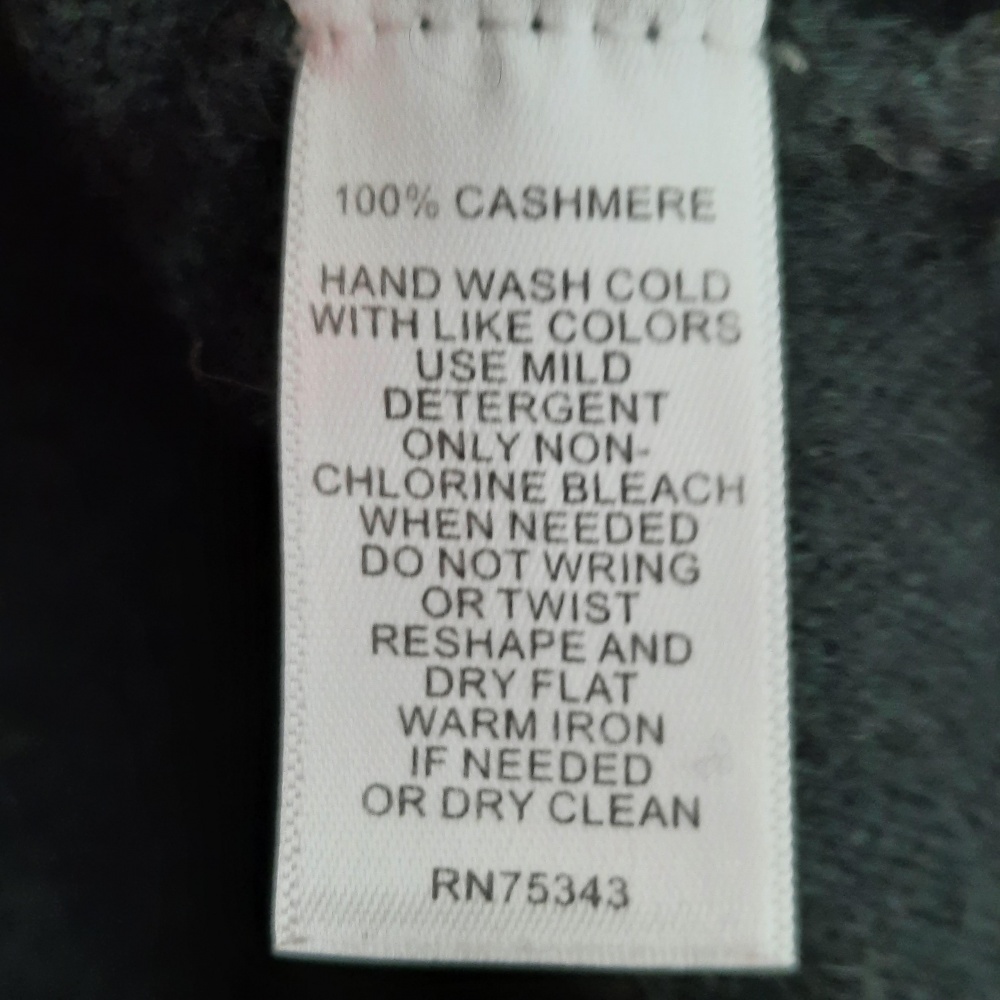 100% CASHMERE
HAND WASH COLD
WITH LIKE COLORS
USE MILD
DETERGENT
ONLY NON-
CHLORINE BLEACH
WHEN NEEDED
DO NOT WRING
OR TWIST
RESHAPE AND
DRY FLAT
WARM IRON
IF NEEDED
OR DRY CLEAN
RN75343